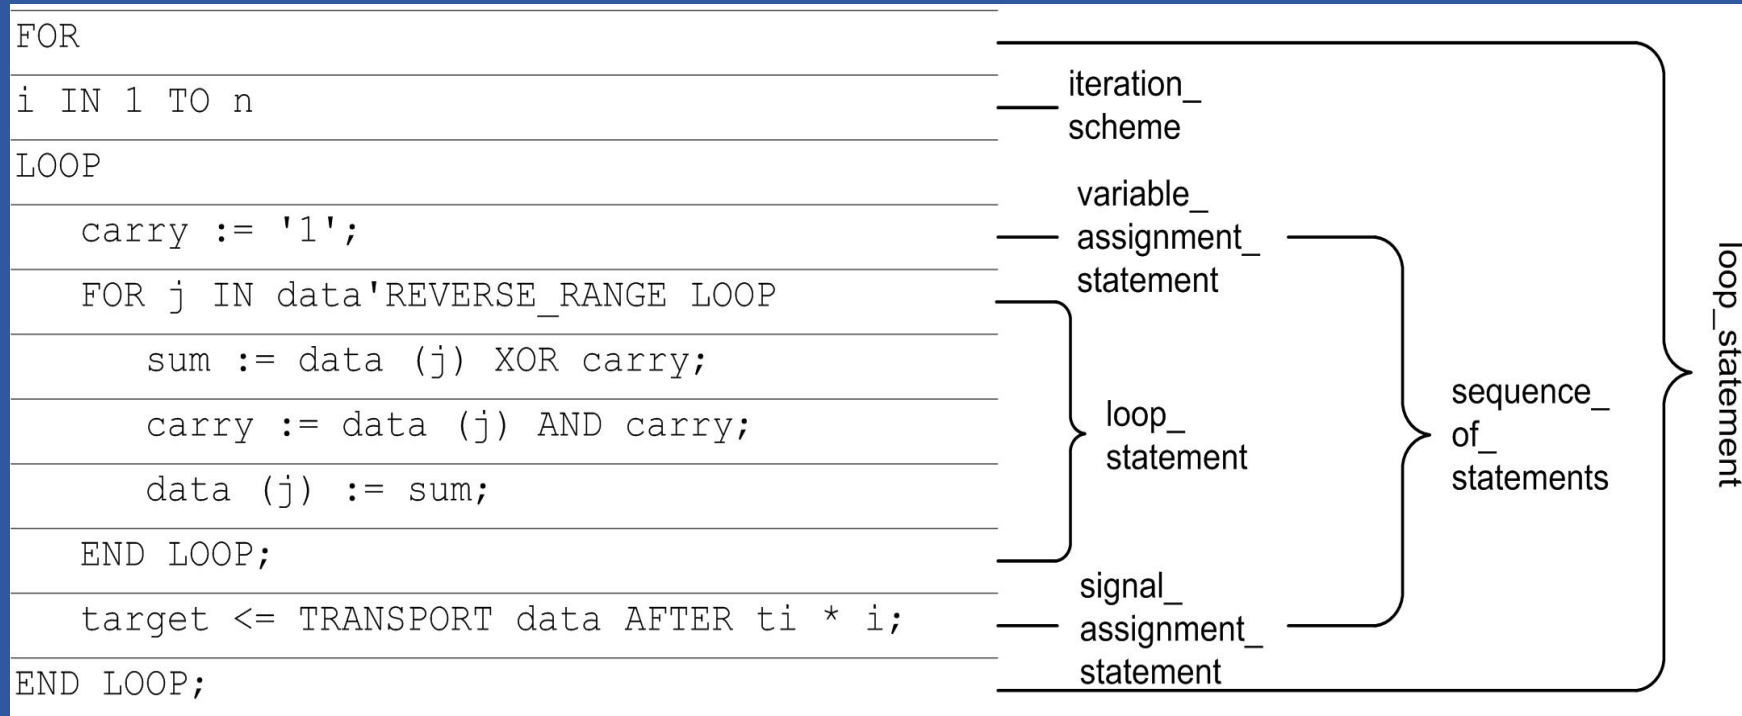 FOR
i IN 1 TO n
LOOP
carry := '1';
FOR j IN data'REVERSE_RANGE LOOP
sum := data (j) XOR carry;
carry := data (j) AND carry;
data (j) := sum;
END LOOP;
target <= TRANSPORT data AFTER ti * i;
END LOOP;
iteration_
scheme
variable_
assignment_
statement
loop_
statement
signal_
assignment_
statement
sequence_
of_
statements
loop_statement